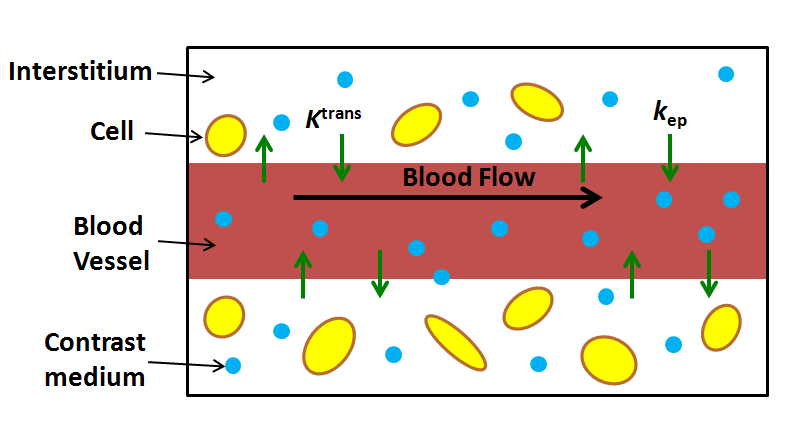 Interstitium
Cell
Ktrans
kep
Blood Flow
Blood
Vessel
Contrast
medium